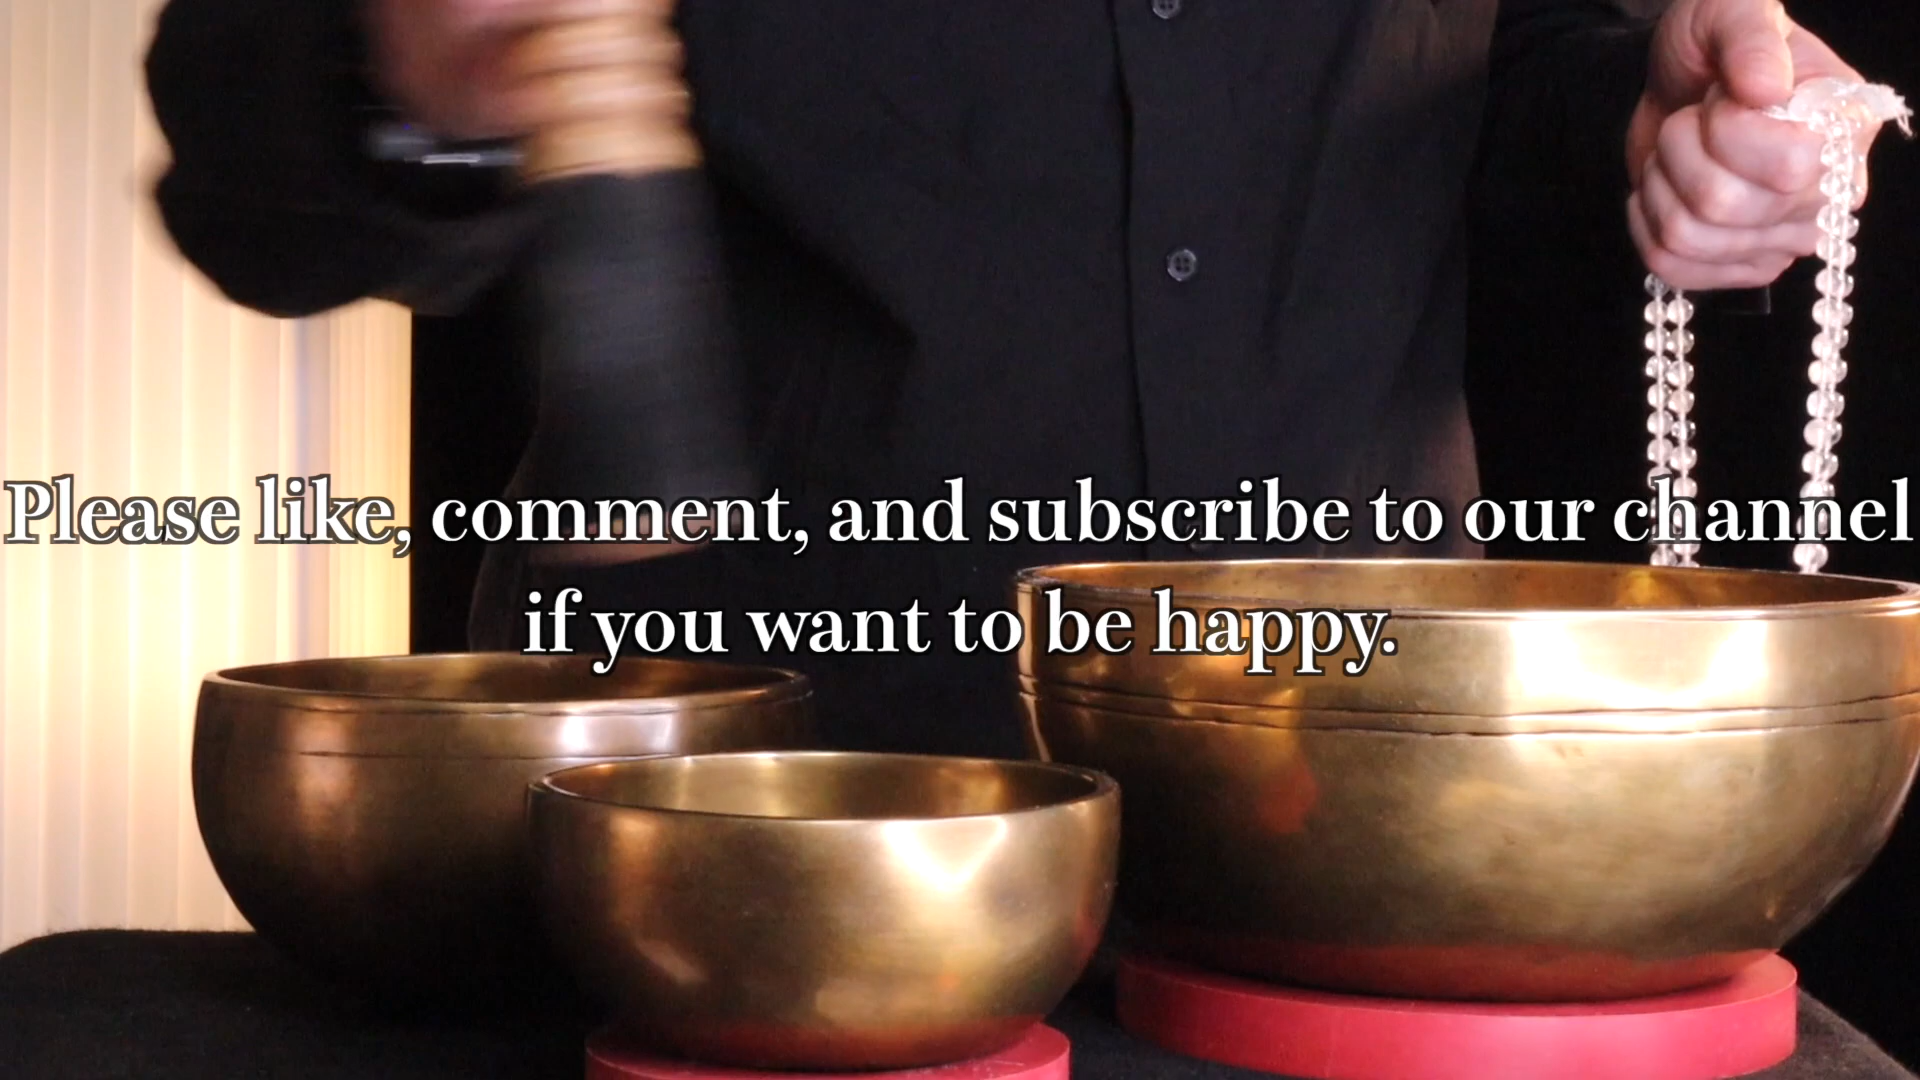 Please like, comment, and subscribe to our channel
if you want to be happy.